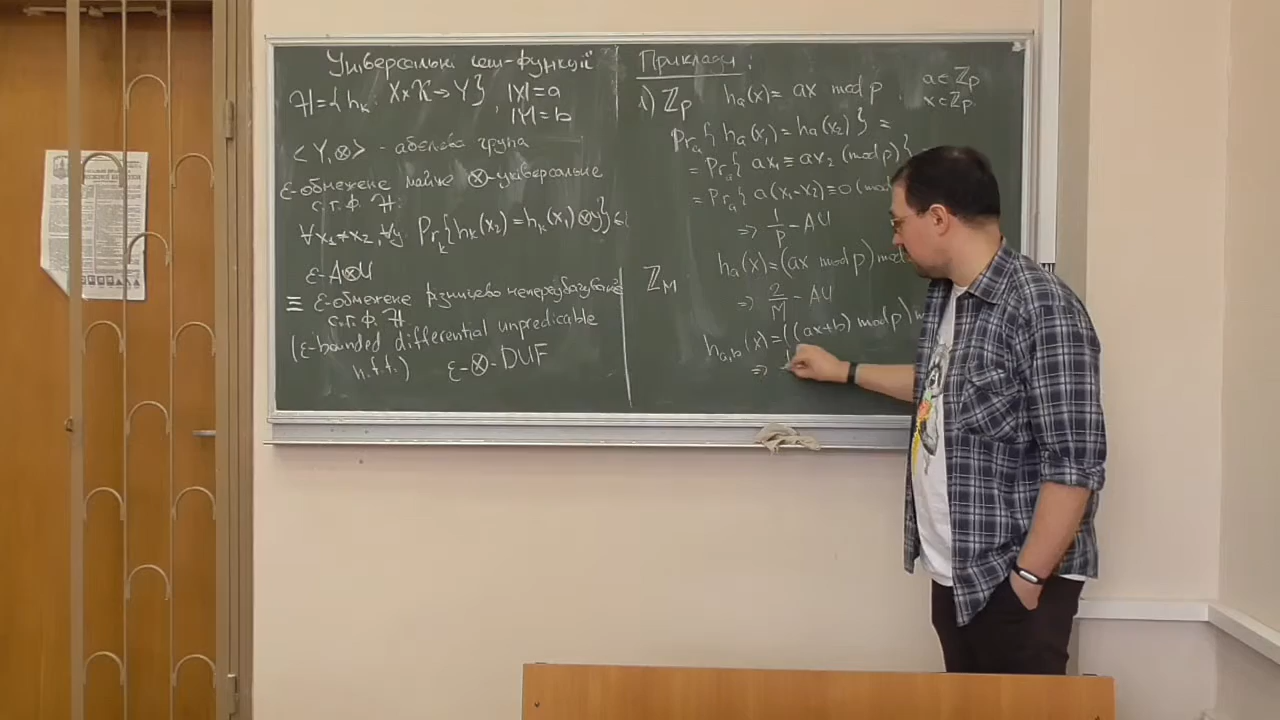 Універсальні геш-функції
H = { h_k : X × K → Y } , |X| = a
|Y| = b
< Y, ⊗ > - абелева група
ε-обмежене майже ⊗-універсальне
с.г.ф. H:
∀x₁≠x₂, ∀y: Pr_k{h_k(x₂) = h_k(x₁) ⊗ y} ≤ ε
ε-A⊗U
≡ ε-обмежене різницево непередбачуване
с.г.ф. H
(ε-bounded differential unpredicable
h.f.f.) ε-⊗-DUF
Приклади:
1) ℤ_p h_a(x) = ax mod p, a ∈ ℤ_p
x ∈ ℤ_p.
Pr_a{ h_a(x₁) = h_a(x₂) } =
= Pr_a{ ax₁ ≡ ax₂ (mod p) }
= Pr_a{ a(x₁-x₂) ≡ 0 (mod
=> 1/p - AU
ℤ_M h_a(x) = (ax mod p) mod
=> 2/M - AU
h_{a,b}(x) = ((ax+b) mod p) m
=>